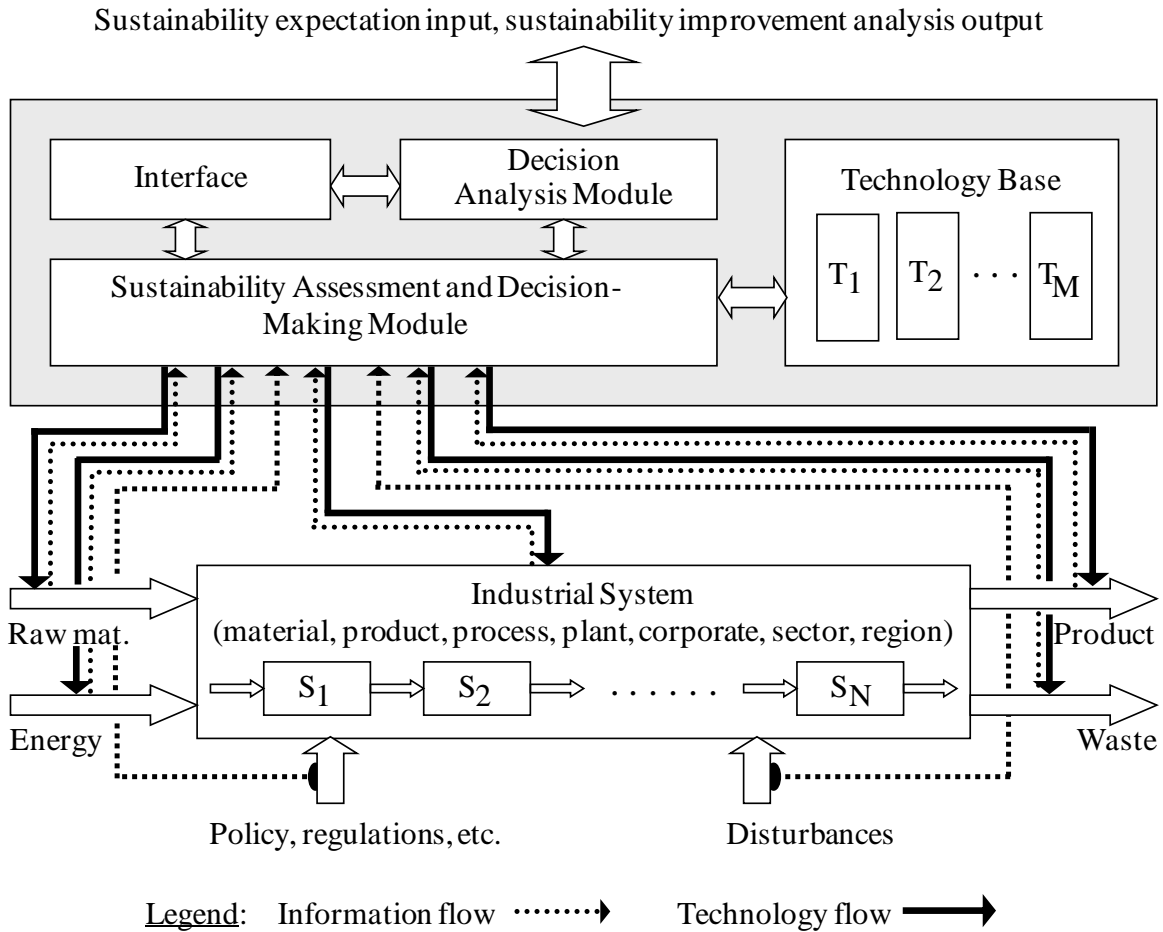 Sustainability expectation input, sustainability improvement analysis output
Interface
Decision
Analysis Module
Technology Base
T1
T2
. . .
TM
Sustainability Assessment and Decision-
Making Module
Industrial System
(material, product, process, plant, corporate, sector, region)
Raw mat.
Product
S1
S2
. . . . . .
SN
Energy
Waste
Policy, regulations, etc.
Disturbances
Legend: Information flow Technology flow